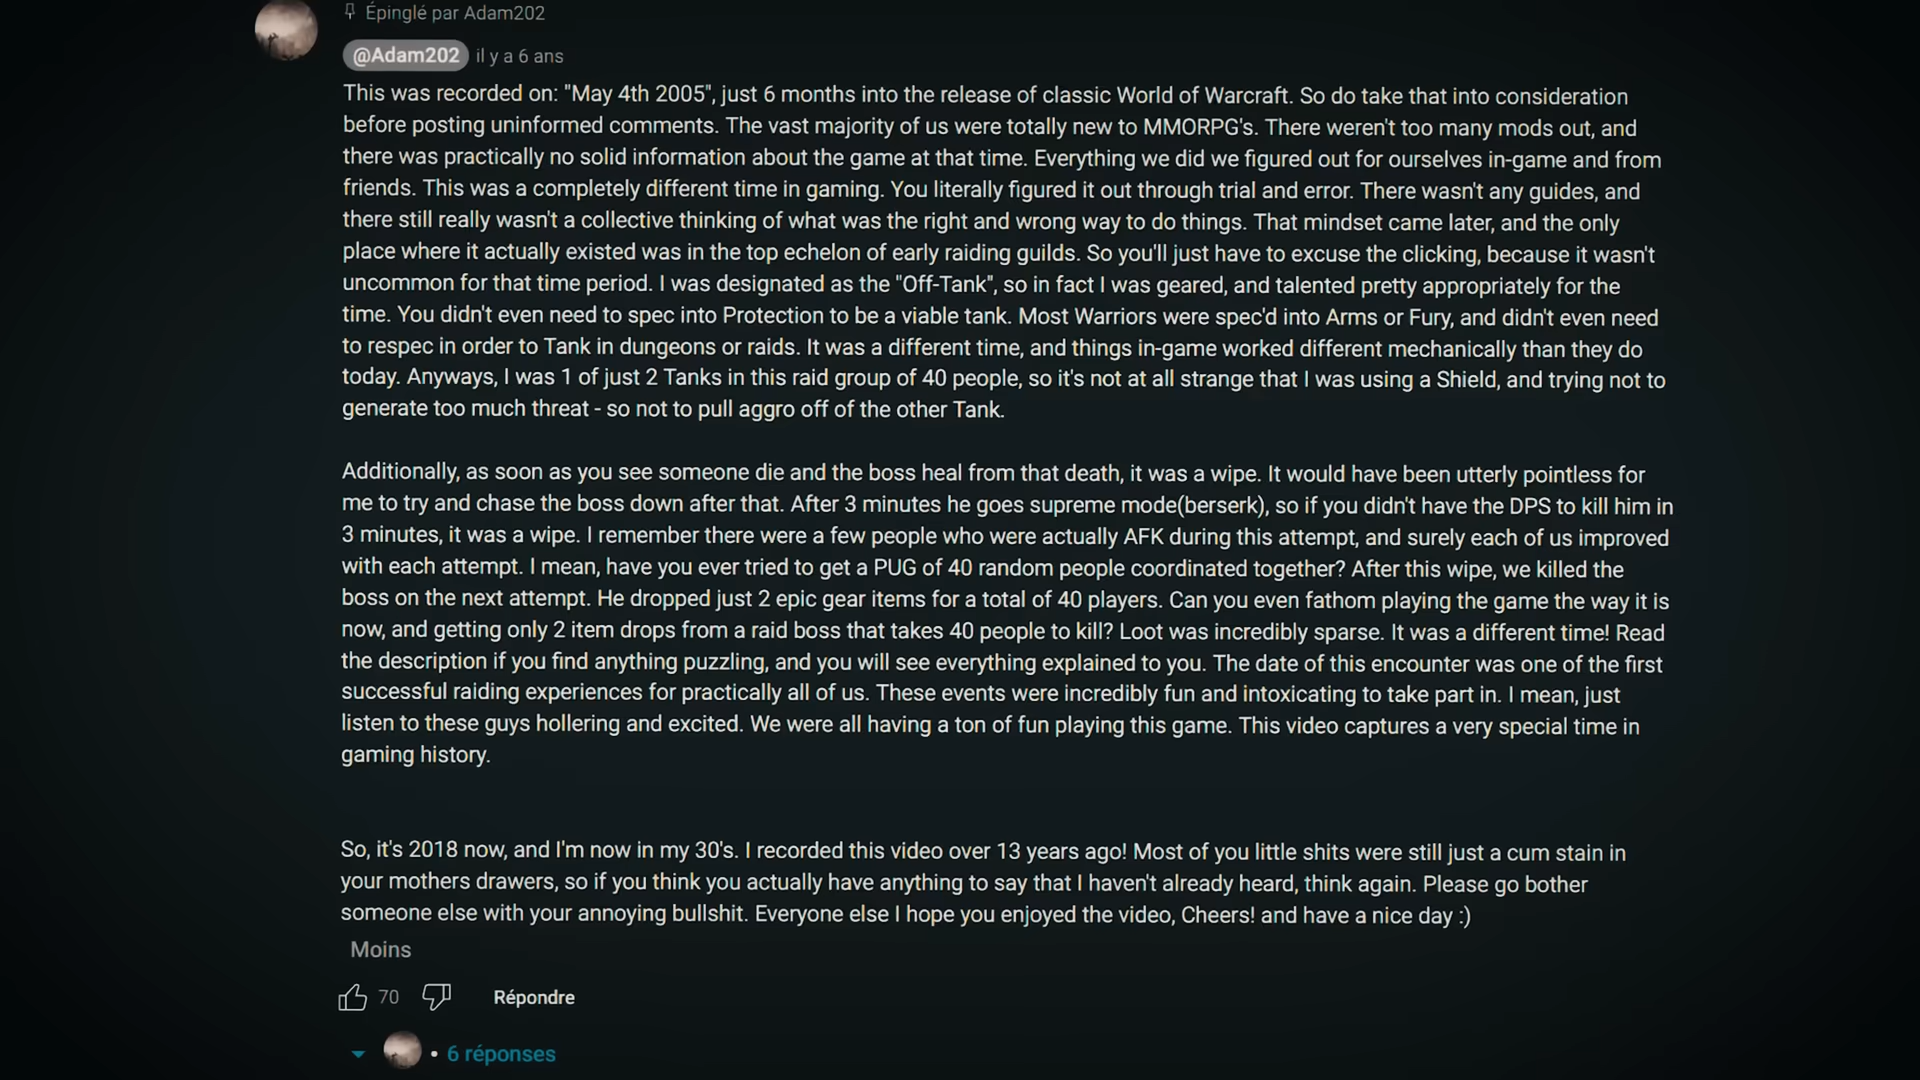 Épinglé par Adam202
@Adam202 il y a 6 ans
This was recorded on: "May 4th 2005", just 6 months into the release of classic World of Warcraft. So do take that into consideration
before posting uninformed comments. The vast majority of us were totally new to MMORPG's. There weren't too many mods out, and
there was practically no solid information about the game at that time. Everything we did we figured out for ourselves in-game and from
friends. This was a completely different time in gaming. You literally figured it out through trial and error. There wasn't any guides, and
there still really wasn't a collective thinking of what was the right and wrong way to do things. That mindset came later, and the only
place where it actually existed was in the top echelon of early raiding guilds. So you'll just have to excuse the clicking, because it wasn't
uncommon for that time period. I was designated as the "Off-Tank", so in fact I was geared, and talented pretty appropriately for the
time. You didn't even need to spec into Protection to be a viable tank. Most Warriors were spec'd into Arms or Fury, and didn't even need
to respec in order to Tank in dungeons or raids. It was a different time, and things in-game worked different mechanically than they do
today. Anyways, I was 1 of just 2 Tanks in this raid group of 40 people, so it's not at all strange that I was using a Shield, and trying not to
generate too much threat - so not to pull aggro off of the other Tank.
Additionally, as soon as you see someone die and the boss heal from that death, it was a wipe. It would have been utterly pointless for
me to try and chase the boss down after that. After 3 minutes he goes supreme mode(berserk), so if you didn't have the DPS to kill him in
3 minutes, it was a wipe. I remember there were a few people who were actually AFK during this attempt, and surely each of us improved
with each attempt. I mean, have you ever tried to get a PUG of 40 random people coordinated together? After this wipe, we killed the
boss on the next attempt. He dropped just 2 epic gear items for a total of 40 players. Can you even fathom playing the game the way it is
now, and getting only 2 item drops from a raid boss that takes 40 people to kill? Loot was incredibly sparse. It was a different time! Read
the description if you find anything puzzling, and you will see everything explained to you. The date of this encounter was one of the first
successful raiding experiences for practically all of us. These events were incredibly fun and intoxicating to take part in. I mean, just
listen to these guys hollering and excited. We were all having a ton of fun playing this game. This video captures a very special time in
gaming history.
So, it's 2018 now, and I'm now in my 30's. I recorded this video over 13 years ago! Most of you little shits were still just a cum stain in
your mothers drawers, so if you think you actually have anything to say that I haven't already heard, think again. Please go bother
someone else with your annoying bullshit. Everyone else I hope you enjoyed the video, Cheers! and have a nice day :)
Moins
70 Répondre
• 6 réponses